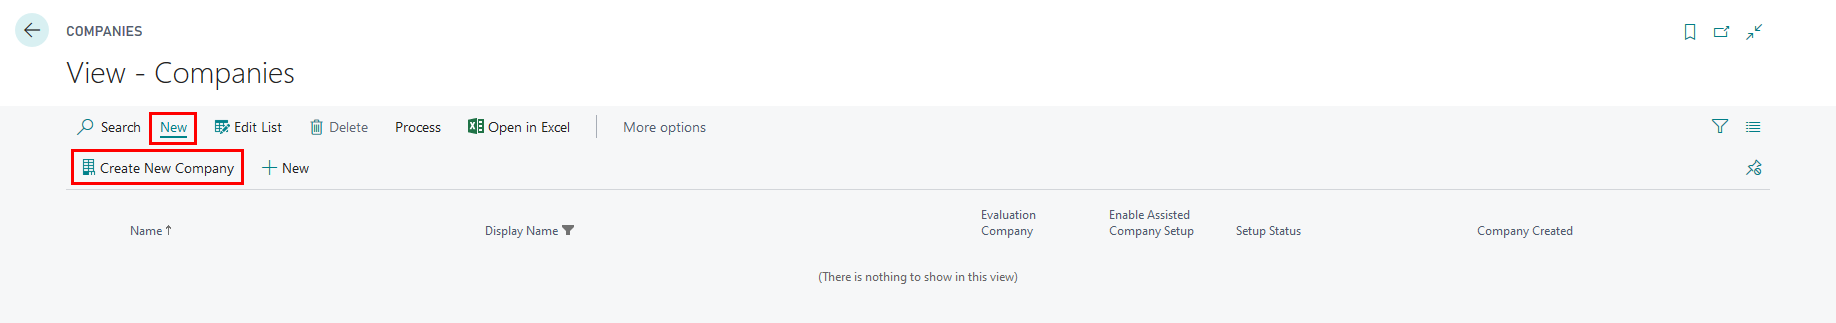 COMPANIES
View - Companies
Search New Edit List Delete Process Open in Excel More options
Create New Company New
Name Display Name Evaluation Company Enable Assisted Company Setup Setup Status Company Created
(There is nothing to show in this view)